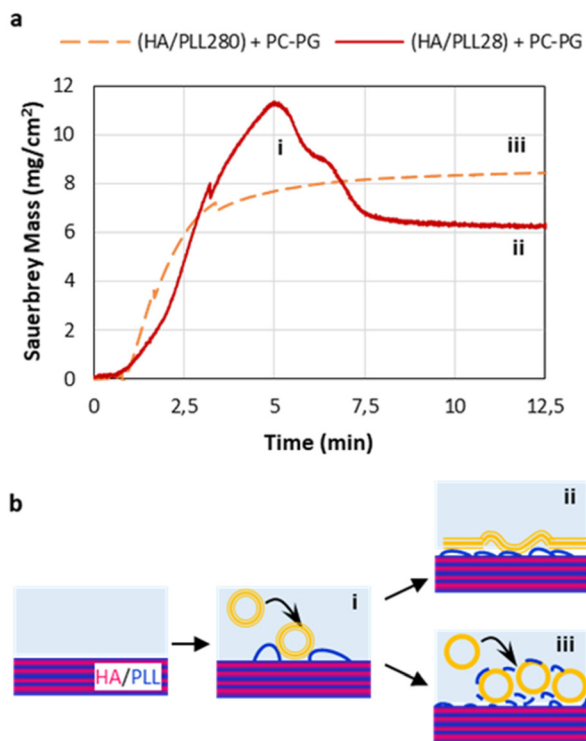 a
(HA/PLL280) + PC-PG (HA/PLL28) + PC-PG
12
10
8
6
4
2
0
Sauerbrey Mass (mg/cm²)
i
iii
ii
0 2,5 5 7,5 10 12,5
Time (min)
b
HA/PLL
i
ii
iii